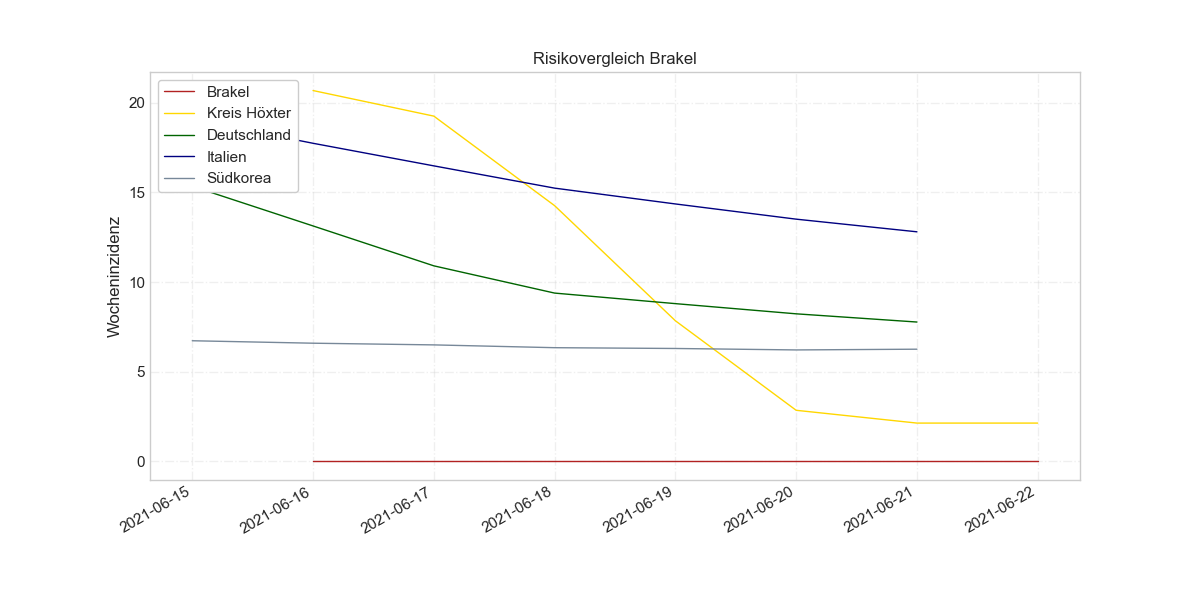 Risikovergleich Brakel
Brakel
Kreis Höxter
Deutschland
Italien
Südkorea
Wocheninzidenz
20
15
10
5
0
2021-06-15
2021-06-16
2021-06-17
2021-06-18
2021-06-19
2021-06-20
2021-06-21
2021-06-22